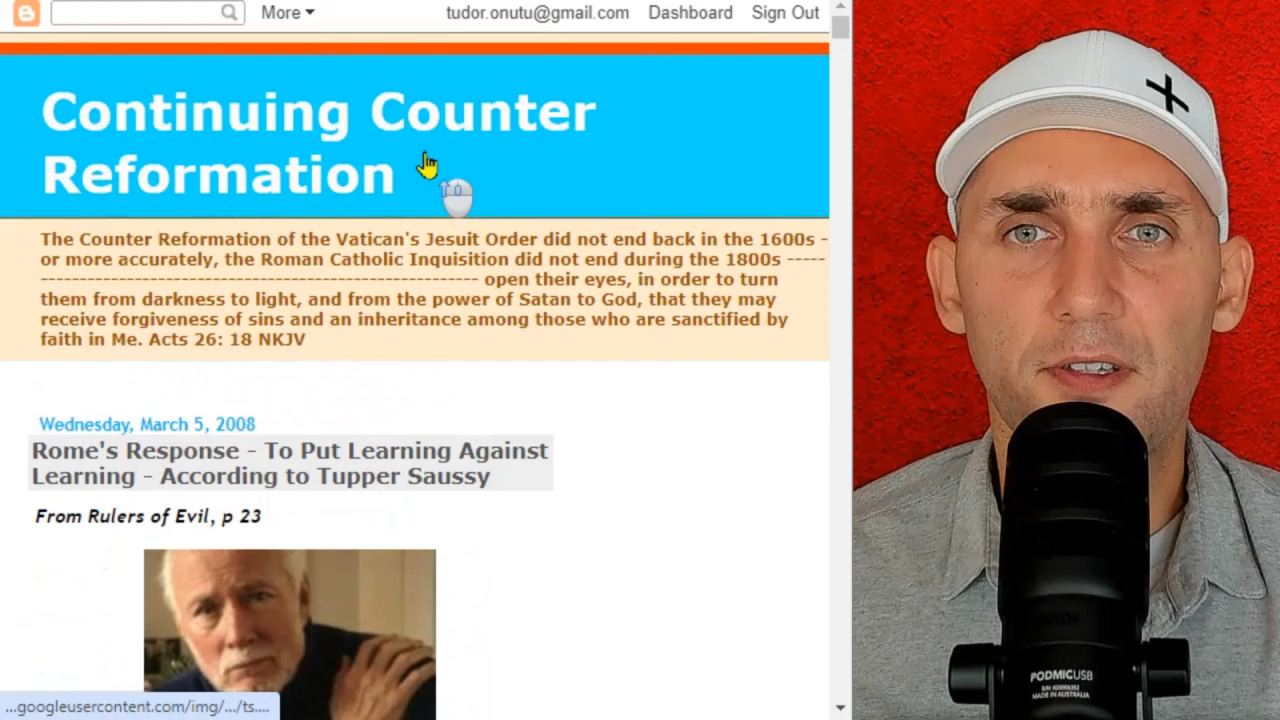 More tudor.onutu@gmail.com Dashboard Sign Out
Continuing Counter
Reformation
The Counter Reformation of the Vatican's Jesuit Order did not end back in the 1600s -
or more accurately, the Roman Catholic Inquisition did not end during the 1800s -----
------------------------------------------------------- open their eyes, in order to turn
them from darkness to light, and from the power of Satan to God, that they may
receive forgiveness of sins and an inheritance among those who are sanctified by
faith in Me. Acts 26: 18 NKJV
Wednesday, March 5, 2008
Rome's Response - To Put Learning Against
Learning - According to Tupper Saussy
From Rulers of Evil, p 23
...googleusercontent.com/img/.../ts....
PODMICUSB
MADE IN AUSTRALIA